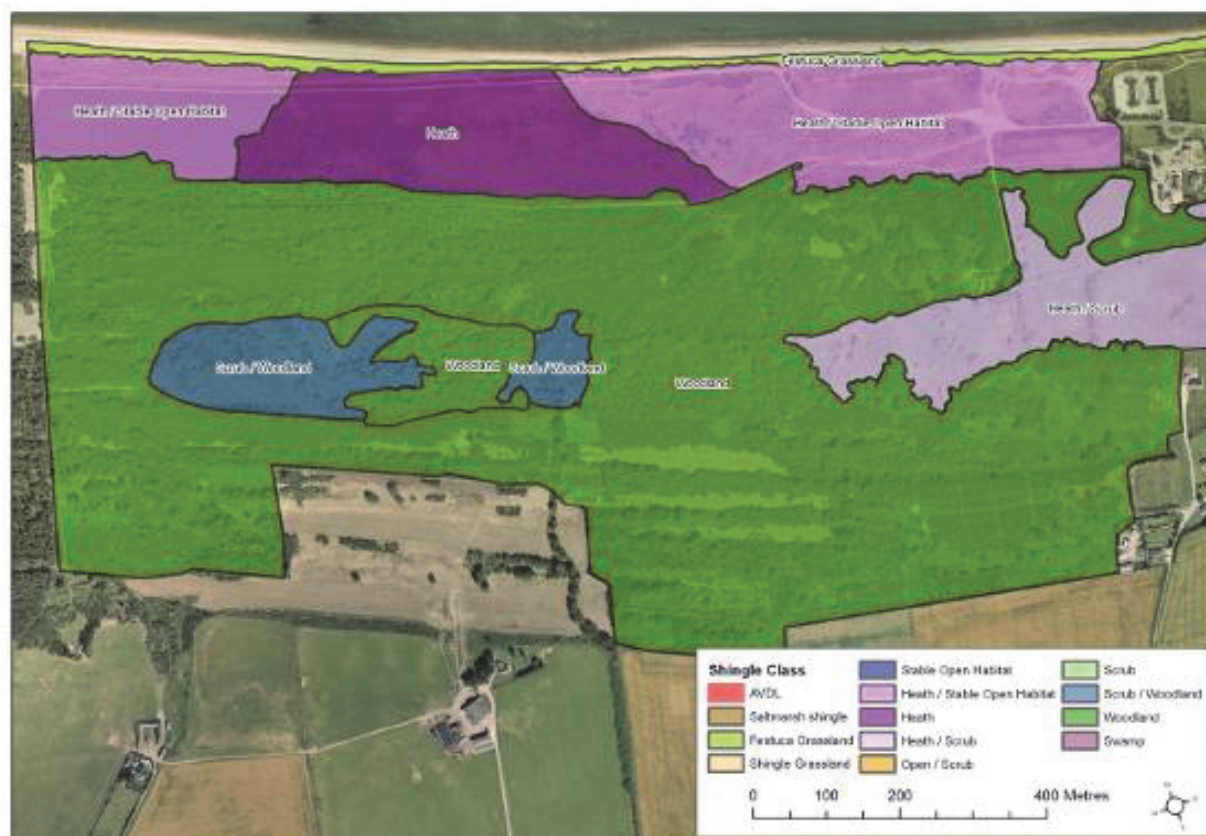 Festuca Grassland
Heath / Stable Open Habitat
Heath
Heath / Stable Open Habitat
Heath / Scrub
Scrub / Woodland
Woodland
Scrub / Woodland
Woodland
Shingle Class
AVDL
Saltmarsh shingle
Festuca Grassland
Shingle Grassland
Stable Open Habitat
Heath / Stable Open Habitat
Heath
Heath / Scrub
Open / Scrub
Scrub
Scrub / Woodland
Woodland
Swamp
0 100 200 400 Metres